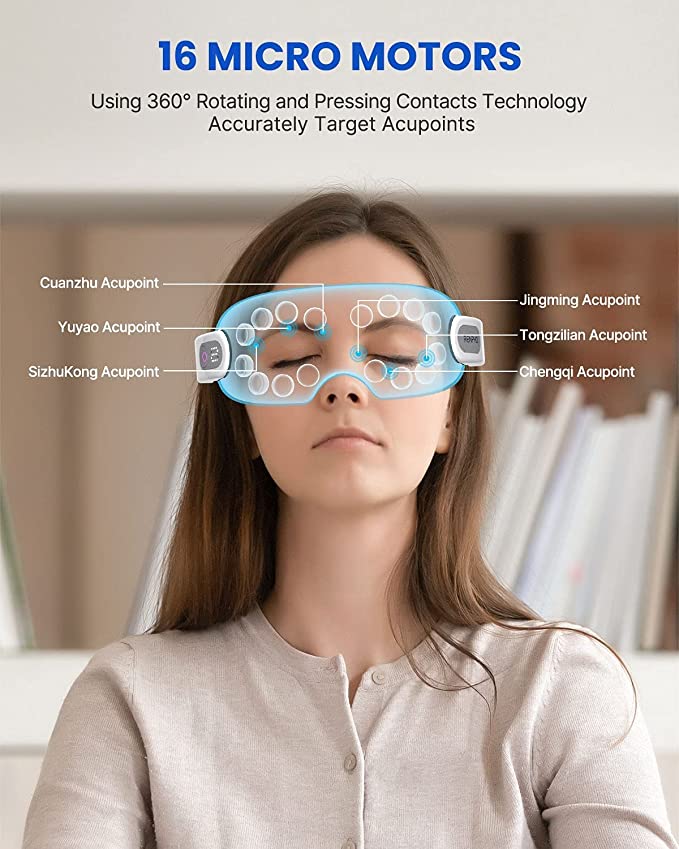 16 MICRO MOTORS
Using 360° Rotating and Pressing Contacts Technology
Accurately Target Acupoints
Cuanzhu Acupoint
Yuyao Acupoint
SizhuKong Acupoint
Jingming Acupoint
Tongzilian Acupoint
Chengqi Acupoint